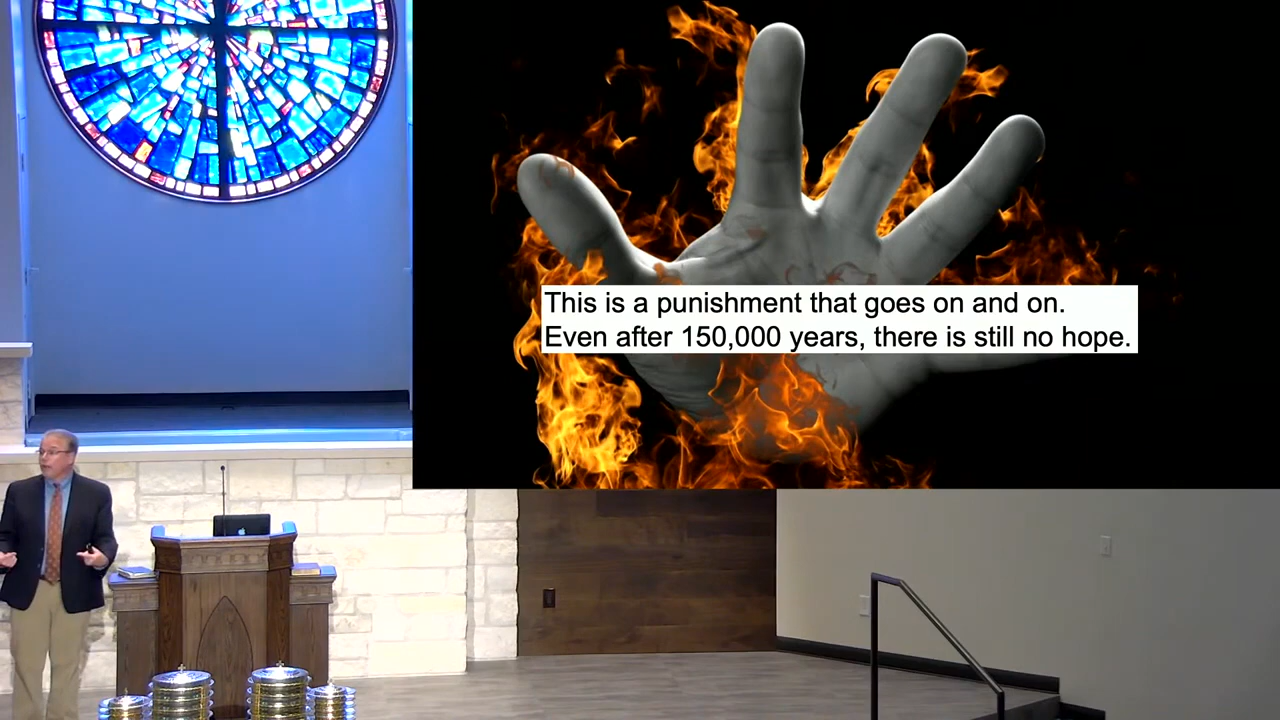 This is a punishment that goes on and on.
Even after 150,000 years, there is still no hope.